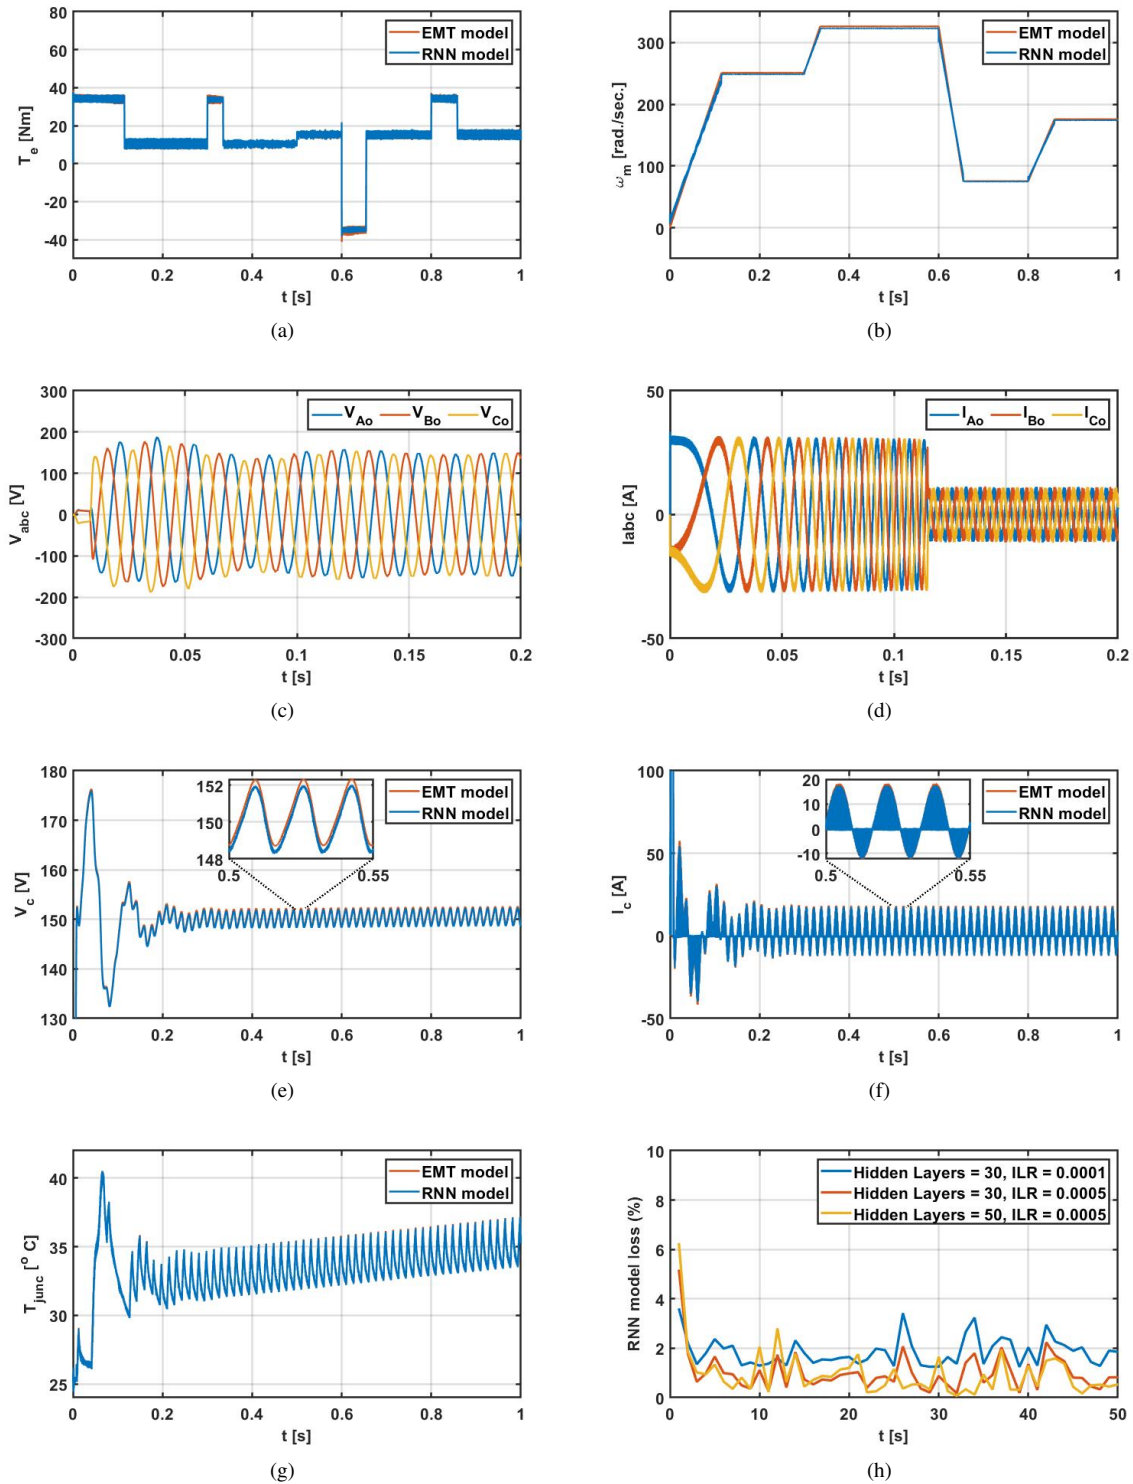 80
60
40
20
0
-20
-40
T_e [Nm]
EMT model
RNN model
0 0.2 0.4 0.6 0.8 1
t [s]
(a)
300
200
100
0
ω_m [rad./sec.]
EMT model
RNN model
0 0.2 0.4 0.6 0.8 1
t [s]
(b)
300
200
100
0
-100
-200
-300
V_abc [V]
V_Ao V_Bo V_Co
0 0.05 0.1 0.15 0.2
t [s]
(c)
50
0
-50
Iabc [A]
I_Ao I_Bo I_Co
0 0.05 0.1 0.15 0.2
t [s]
(d)
180
170
160
150
140
130
V_c [V]
152
150
148
0.5 0.55
EMT model
RNN model
0 0.2 0.4 0.6 0.8 1
t [s]
(e)
100
50
0
-50
I_c [A]
20
10
0
-10
0.5 0.55
EMT model
RNN model
0 0.2 0.4 0.6 0.8 1
t [s]
(f)
40
35
30
25
T_junc [° C]
EMT model
RNN model
0 0.2 0.4 0.6 0.8 1
t [s]
(g)
10
8
6
4
2
0
RNN model loss (%)
Hidden Layers = 30, ILR = 0.0001
Hidden Layers = 30, ILR = 0.0005
Hidden Layers = 50, ILR = 0.0005
0 10 20 30 40 50
t [s]
(h)